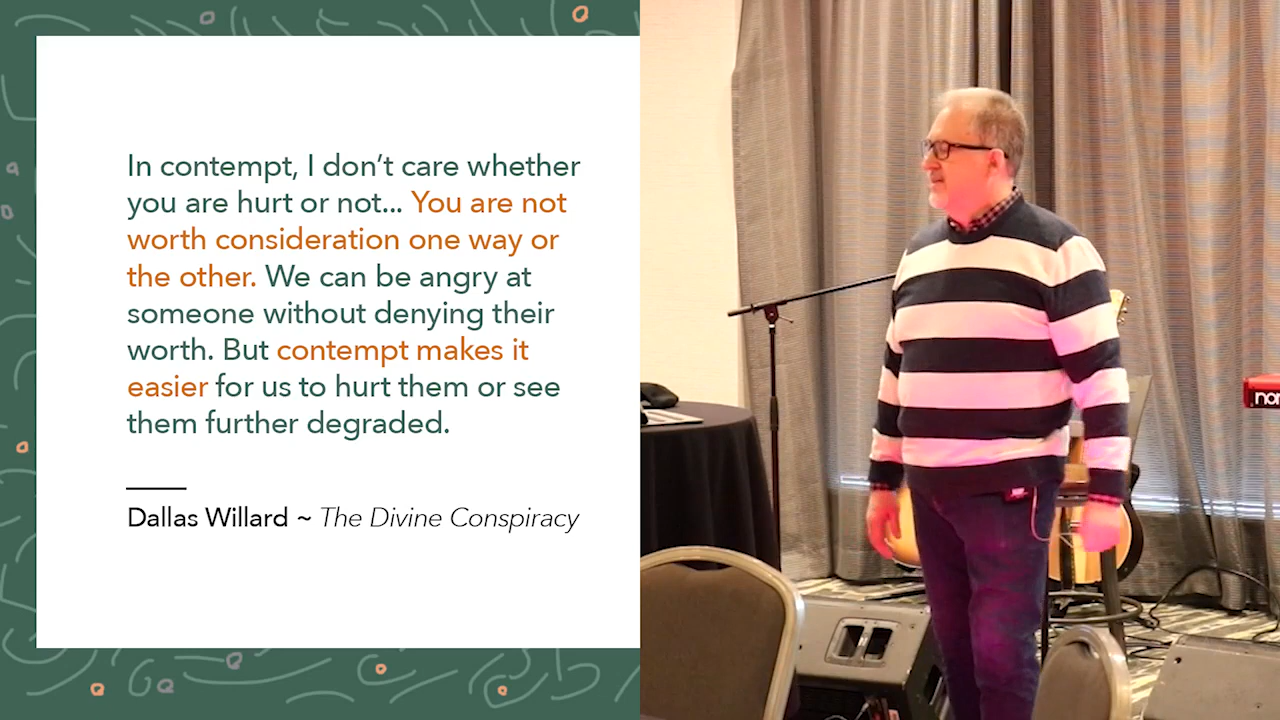 In contempt, I don’t care whether
you are hurt or not... You are not
worth consideration one way or
the other. We can be angry at
someone without denying their
worth. But contempt makes it
easier for us to hurt them or see
them further degraded.
Dallas Willard ~ The Divine Conspiracy
nor